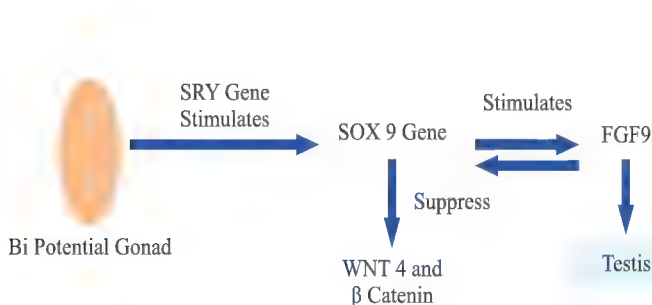 SRY Gene
Stimulates
Stimulates
SOX 9 Gene
FGF9
Suppress
Bi Potential Gonad
WNT 4 and
β Catenin
Testis